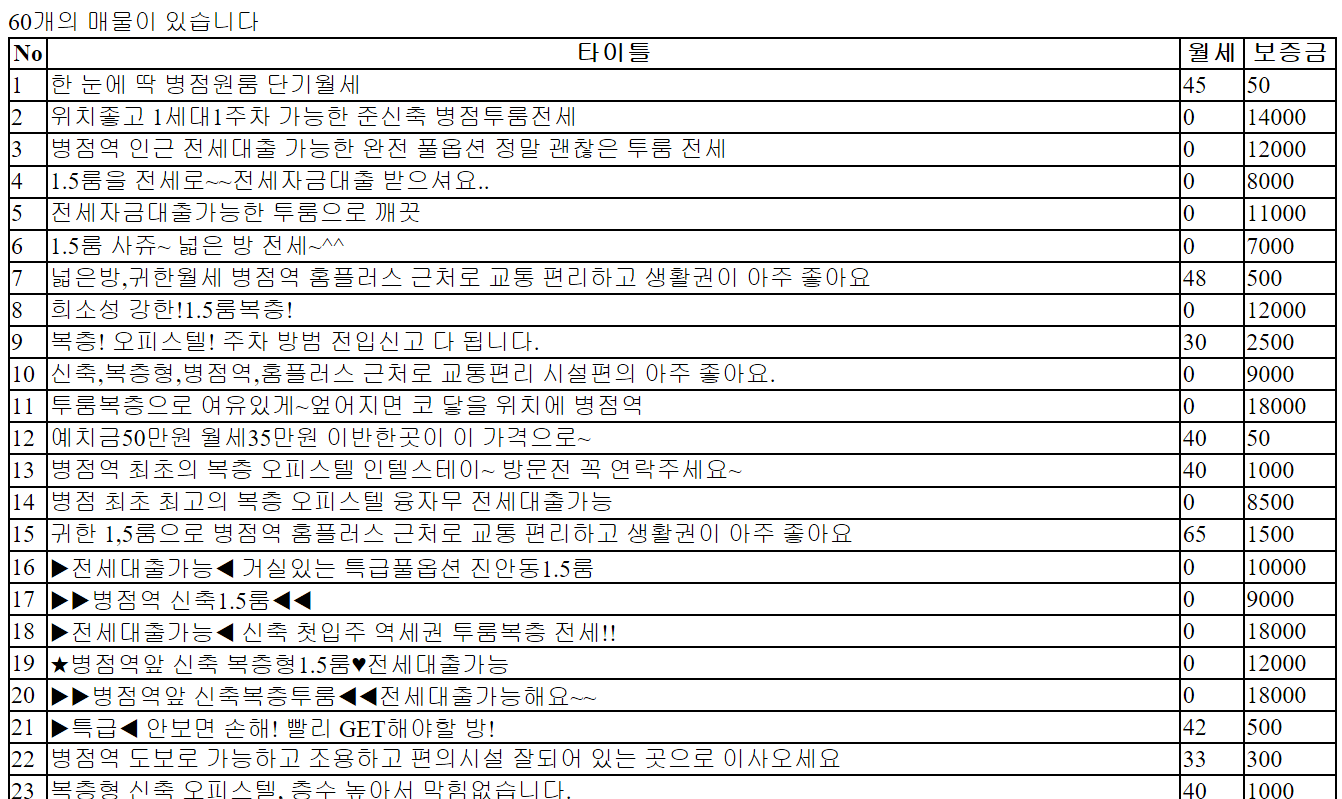 60개의 매물이 있습니다
No 타이틀 월세 보증금
1 한 눈에 딱 병점원룸 단기월세 45 50
2 위치좋고 1세대1주차 가능한 준신축 병점투룸전세 0 14000
3 병점역 인근 전세대출 가능한 완전 풀옵션 정말 괜찮은 투룸 전세 0 12000
4 1.5룸을 전세로~~전세자금대출 받으셔요.. 0 8000
5 전세자금대출가능한 투룸으로 깨끗 0 11000
6 1.5룸 사쥬~ 넓은 방 전세~^^ 0 7000
7 넓은방,귀한월세 병점역 홈플러스 근처로 교통 편리하고 생활권이 아주 좋아요 48 500
8 희소성 강한!1.5룸복층! 0 12000
9 복층! 오피스텔! 주차 방범 전입신고 다 됩니다. 30 2500
10 신축,복층형,병점역,홈플러스 근처로 교통편리 시설편의 아주 좋아요. 0 9000
11 투룸복층으로 여유있게~엎어지면 코 닿을 위치에 병점역 0 18000
12 예치금50만원 월세35만원 이반한곳이 이 가격으로~ 40 50
13 병점역 최초의 복층 오피스텔 인텔스테이~ 방문전 꼭 연락주세요~ 40 1000
14 병점 최초 최고의 복층 오피스텔 융자무 전세대출가능 0 8500
15 귀한 1,5룸으로 병점역 홈플러스 근처로 교통 편리하고 생활권이 아주 좋아요 65 1500
16 ▶전세대출가능◀ 거실있는 특급풀옵션 진안동1.5룸 0 10000
17 ▶▶병점역 신축1.5룸◀◀ 0 9000
18 ▶전세대출가능◀ 신축 첫입주 역세권 투룸복층 전세!! 0 18000
19 ★병점역앞 신축 복층형1.5룸♥전세대출가능 0 12000
20 ▶▶병점역앞 신축복층투룸◀◀전세대출가능해요~~ 0 18000
21 ▶특급◀ 안보면 손해! 빨리 GET해야할 방! 42 500
22 병점역 도보로 가능하고 조용하고 편의시설 잘되어 있는 곳으로 이사오세요 33 300
23 복층형 신축 오피스텔, 층수 높아서 막힘없습니다. 40 1000